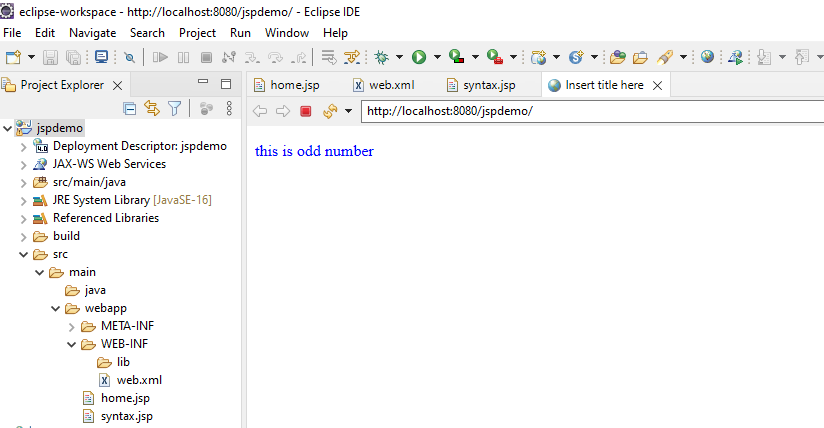 eclipse-workspace - http://localhost:8080/jspdemo/ - Eclipse IDE
File Edit Navigate Search Project Run Window Help
Project Explorer
home.jsp web.xml syntax.jsp Insert title here
http://localhost:8080/jspdemo/
this is odd number
jspdemo
Deployment Descriptor: jspdemo
JAX-WS Web Services
src/main/java
JRE System Library [JavaSE-16]
Referenced Libraries
build
src
main
java
webapp
META-INF
WEB-INF
lib
web.xml
home.jsp
syntax.jsp